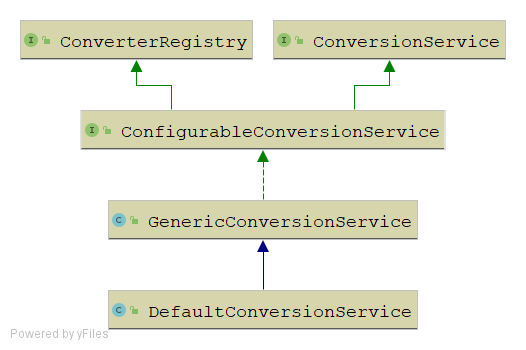 ConverterRegistry
ConversionService
ConfigurableConversionService
GenericConversionService
DefaultConversionService
Powered by yFiles